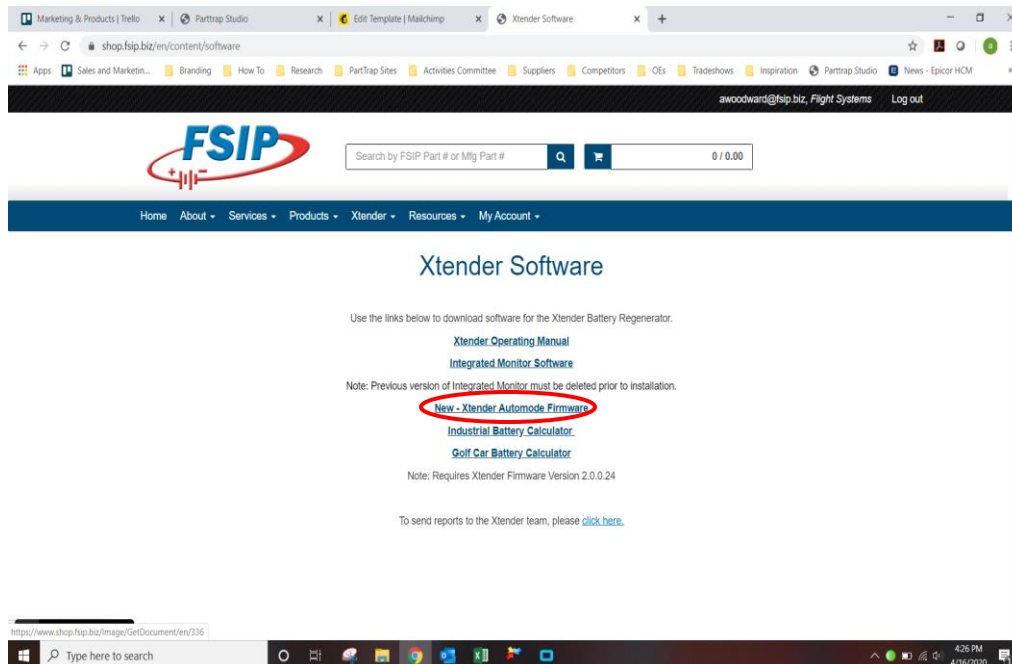 Marketing & Products | Trello
Parttrap Studio
Edit Template | Mailchimp
Xtender Software
shop.fsip.biz/en/content/software
Apps
Sales and Marketin...
Branding
How To
Research
PartTrap Sites
Activities Committee
Suppliers
Competitors
OEs
Tradeshows
Inspiration
Parttrap Studio
News - Epicor HCM
awoodward@fsip.biz, Flight Systems Log out
FSIP
Search by FSIP Part # or Mfg Part #
0 / 0.00
Home About Services Products Xtender Resources My Account
Xtender Software
Use the links below to download software for the Xtender Battery Regenerator.
Xtender Operating Manual
Integrated Monitor Software
Note: Previous version of Integrated Monitor must be deleted prior to installation.
New - Xtender Automode Firmware
Industrial Battery Calculator
Golf Car Battery Calculator
Note: Requires Xtender Firmware Version 2.0.0.24
To send reports to the Xtender team, please click here.
https://www.shop.fsip.biz/Image/GetDocument/en/336
Type here to search
4:26 PM
4/16/2020